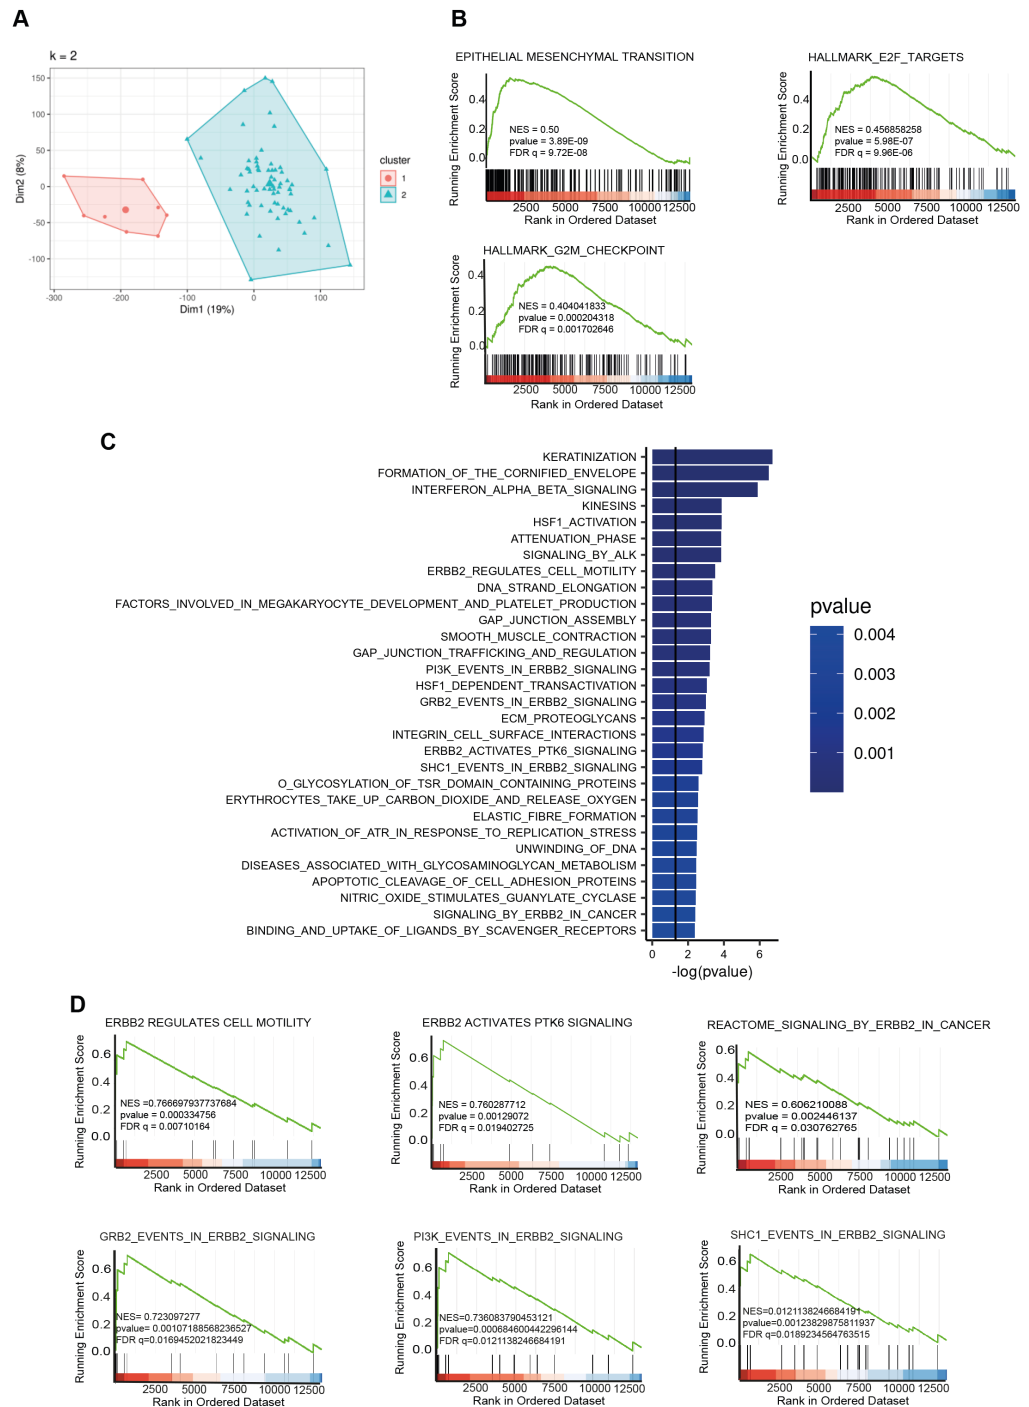 A
k = 2
150
100
50
0
-50
-100
Dim2 (8%)
-300
-200
-100
0
100
Dim1 (19%)
cluster
1
2
B
EPITHELIAL MESENCHYMAL TRANSITION
Running Enrichment Score
0.4
0.2
0.0
NES = 0.50
pvalue = 3.89E-09
FDR q = 9.72E-08
2500 5000 7500 10000 12500
Rank in Ordered Dataset
HALLMARK_E2F_TARGETS
Running Enrichment Score
0.4
0.2
0.0
NES = 0.456858258
pvalue = 5.98E-07
FDR q = 9.96E-06
2500 5000 7500 10000 12500
Rank in Ordered Dataset
HALLMARK_G2M_CHECKPOINT
Running Enrichment Score
0.4
0.2
0.0
NES = 0.404041833
pvalue = 0.000204318
FDR q = 0.001702646
2500 5000 7500 10000 12500
Rank in Ordered Dataset
C
KERATINIZATION
FORMATION_OF_THE_CORNIFIED_ENVELOPE
INTERFERON_ALPHA_BETA_SIGNALING
KINESINS
HSF1_ACTIVATION
ATTENUATION_PHASE
SIGNALING_BY_ALK
ERBB2_REGULATES_CELL_MOTILITY
DNA_STRAND_ELONGATION
FACTORS_INVOLVED_IN_MEGAKARYOCYTE_DEVELOPMENT_AND_PLATELET_PRODUCTION
GAP_JUNCTION_ASSEMBLY
SMOOTH_MUSCLE_CONTRACTION
GAP_JUNCTION_TRAFFICKING_AND_REGULATION
PI3K_EVENTS_IN_ERBB2_SIGNALING
HSF1_DEPENDENT_TRANSACTIVATION
GRB2_EVENTS_IN_ERBB2_SIGNALING
ECM_PROTEOGLYCANS
INTEGRIN_CELL_SURFACE_INTERACTIONS
ERBB2_ACTIVATES_PTK6_SIGNALING
SHC1_EVENTS_IN_ERBB2_SIGNALING
O_GLYCOSYLATION_OF_TSR_DOMAIN_CONTAINING_PROTEINS
ERYTHROCYTES_TAKE_UP_CARBON_DIOXIDE_AND_RELEASE_OXYGEN
ELASTIC_FIBRE_FORMATION
ACTIVATION_OF_ATR_IN_RESPONSE_TO_REPLICATION_STRESS
UNWINDING_OF_DNA
DISEASES_ASSOCIATED_WITH_GLYCOSAMINOGLYCAN_METABOLISM
APOPTOTIC_CLEAVAGE_OF_CELL_ADHESION_PROTEINS
NITRIC_OXIDE_STIMULATES_GUANYLATE_CYCLASE
SIGNALING_BY_ERBB2_IN_CANCER
BINDING_AND_UPTAKE_OF_LIGANDS_BY_SCAVENGER_RECEPTORS
0 2 4 6
-log(pvalue)
pvalue
0.004
0.003
0.002
0.001
D
ERBB2 REGULATES CELL MOTILITY
Running Enrichment Score
0.6
0.4
0.2
0.0
NES =0.766697937737684
pvalue = 0.000334756
FDR q = 0.00710164
2500 5000 7500 10000 12500
Rank in Ordered Dataset
ERBB2 ACTIVATES PTK6 SIGNALING
Running Enrichment Score
0.6
0.4
0.2
0.0
NES = 0.760287712
pvalue = 0.00129072
FDR q = 0.019402725
2500 5000 7500 10000 12500
Rank in Ordered Dataset
REACTOME_SIGNALING_BY_ERBB2_IN_CANCER
Running Enrichment Score
0.6
0.4
0.2
0.0
NES = 0.606210088
pvalue = 0.002446137
FDR q = 0.030762765
2500 5000 7500 10000 12500
Rank in Ordered Dataset
GRB2_EVENTS_IN_ERBB2_SIGNALING
Running Enrichment Score
0.6
0.4
0.2
0.0
NES= 0.723097277
pvalue= 0.00107188568236527
FDR q=0.0169452021823449
2500 5000 7500 10000 12500
Rank in Ordered Dataset
PI3K_EVENTS_IN_ERBB2_SIGNALING
Running Enrichment Score
0.6
0.4
0.2
0.0
NES=0.736083790453121
pvalue=0.000684600442296144
FDR q=0.0121138246684191
2500 5000 7500 10000 12500
Rank in Ordered Dataset
SHC1_EVENTS_IN_ERBB2_SIGNALING
Running Enrichment Score
0.6
0.4
0.2
0.0
NES=0.0121138246684191
pvalue=0.00123829875811937
FDR q=0.0189234564763515
2500 5000 7500 10000 12500
Rank in Ordered Dataset